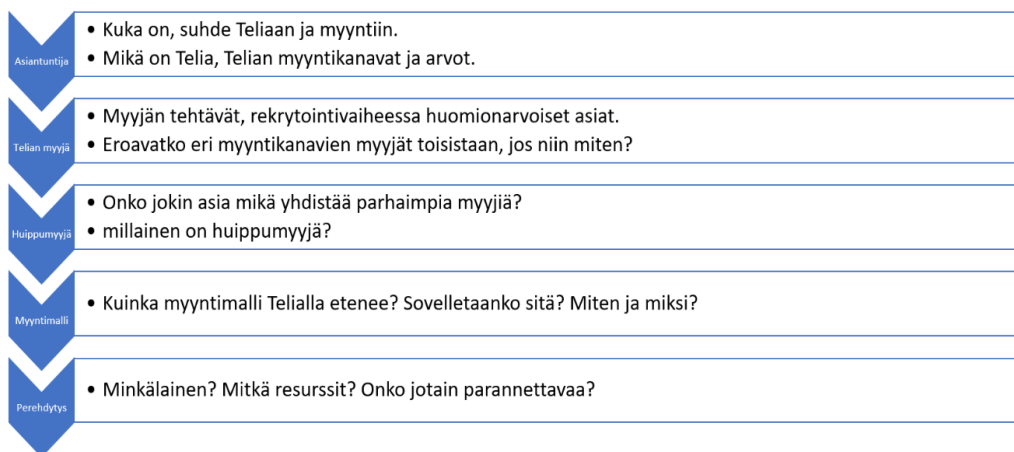 Asiantuntija
• Kuka on, suhde Teliaan ja myyntiin.
• Mikä on Telia, Telian myyntikanavat ja arvot.
Telian myyjä
• Myyjän tehtävät, rekrytointivaiheessa huomionarvoiset asiat.
• Eroavatko eri myyntikanavien myyjät toisistaan, jos niin miten?
Huippumyyjä
• Onko jokin asia mikä yhdistää parhaimpia myyjiä?
• millainen on huippumyyjä?
Myyntimalli
• Kuinka myyntimalli Telialla etenee? Sovelletaanko sitä? Miten ja miksi?
Perehdytys
• Minkälainen? Mitkä resurssit? Onko jotain parannettavaa?